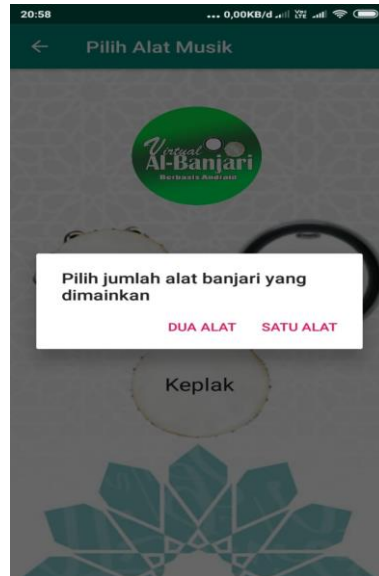 20:58
... 0,00KB/d
Pilih Alat Musik
Virtual
Al-Banjari
Berbasis Android
Pilih jumlah alat banjari yang
dimainkan
DUA ALAT SATU ALAT
Keplak